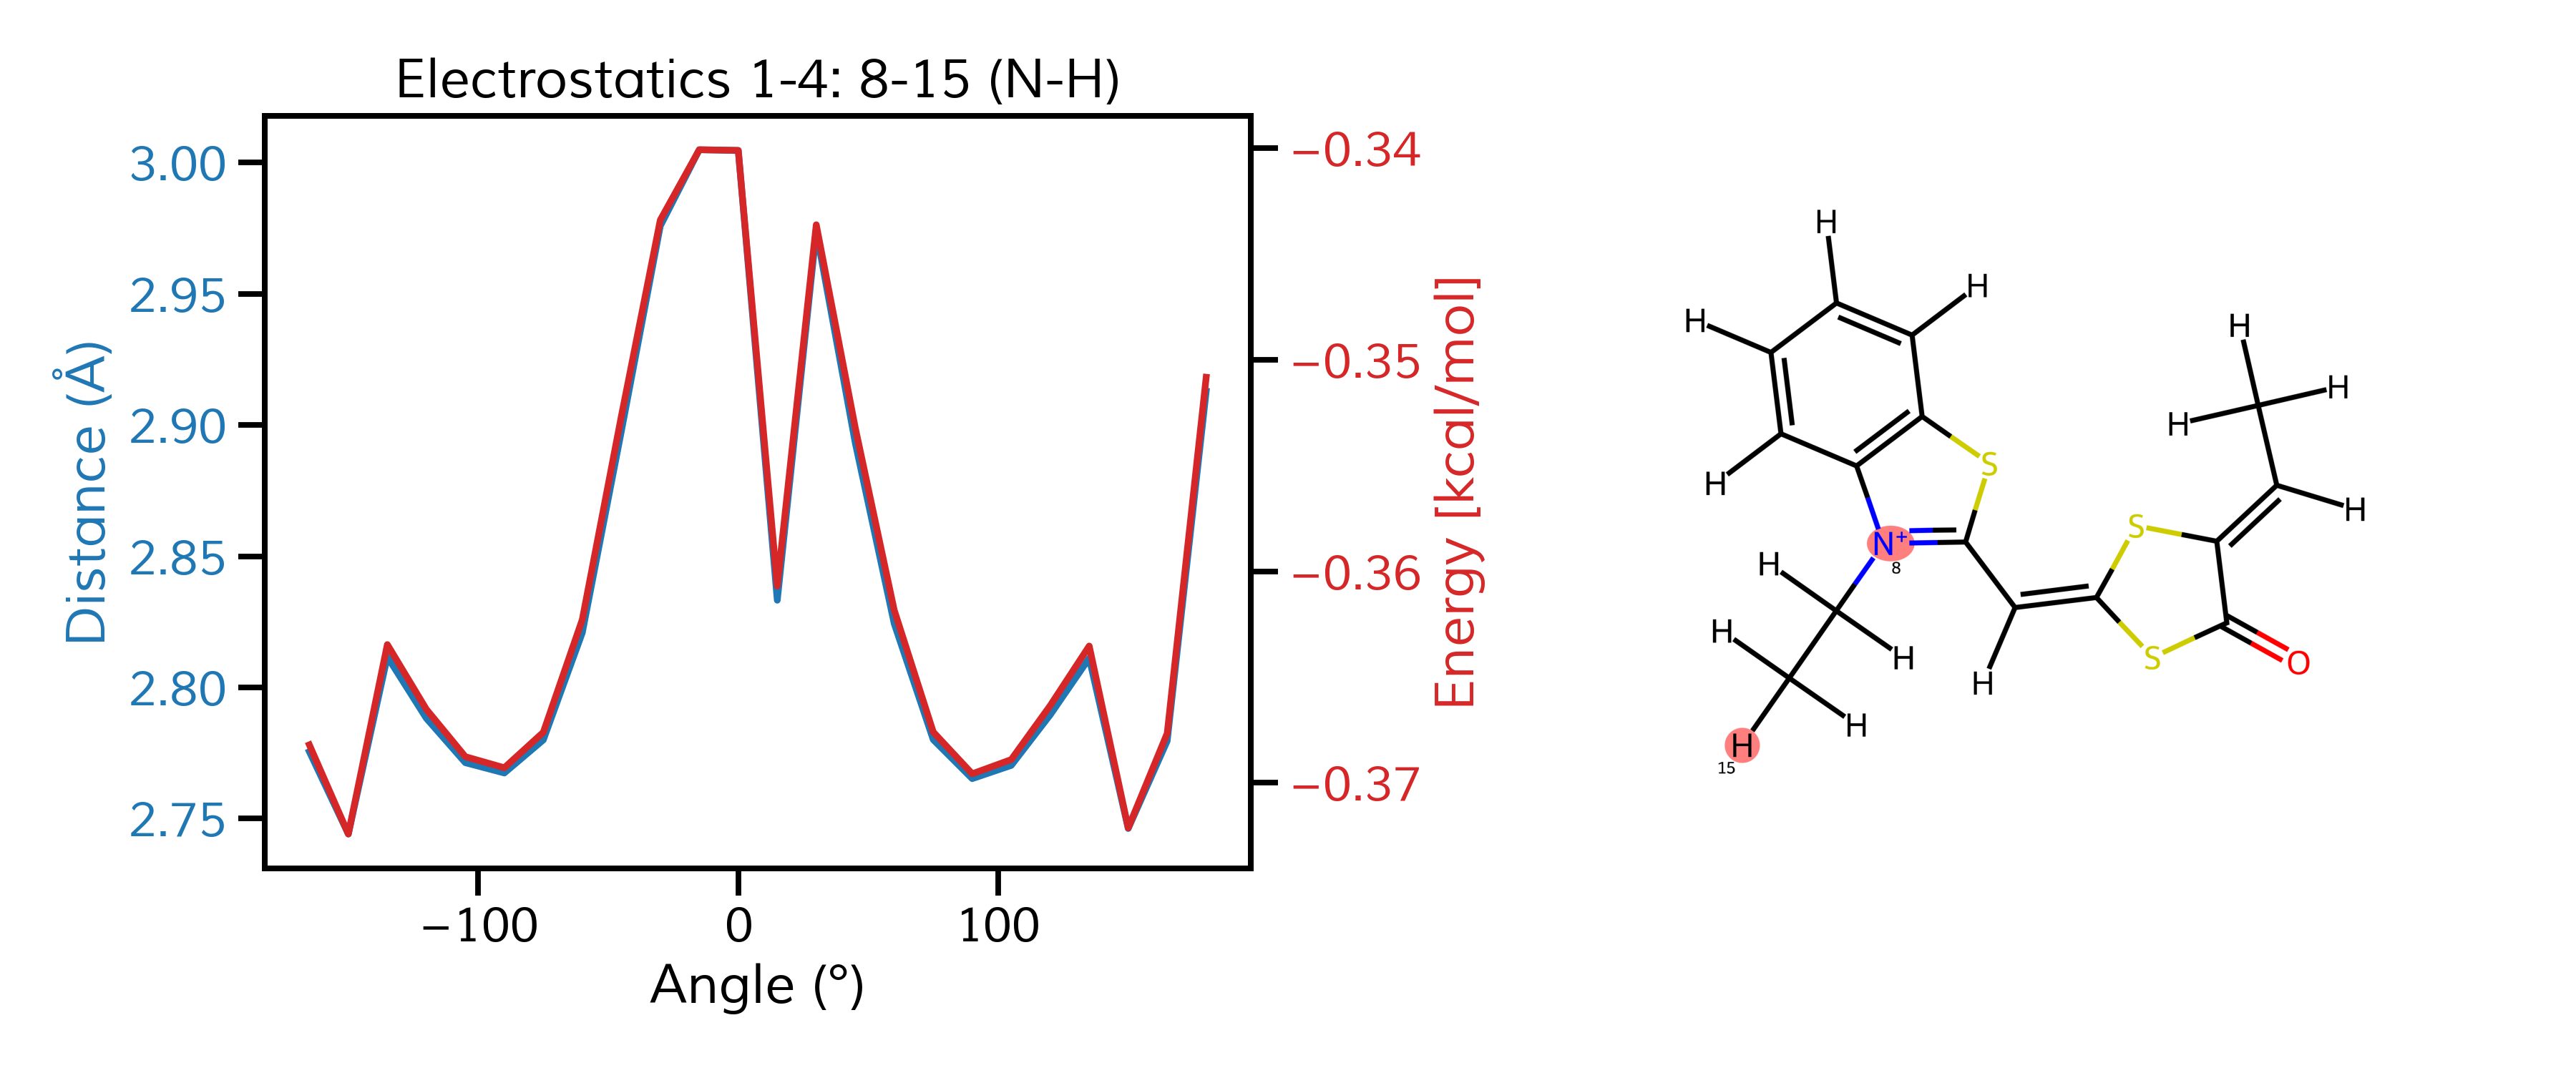 Electrostatics 1-4: 8-15 (N-H)
3.00
2.95
2.90
2.85
2.80
2.75
Distance (Å)
−100
0
100
Angle (°)
−0.34
−0.35
−0.36
−0.37
Energy [kcal/mol]
H
H
H
H
H
H
H
S
H
H
S
N+
8
H
H
H
S
O
H
H
H
15